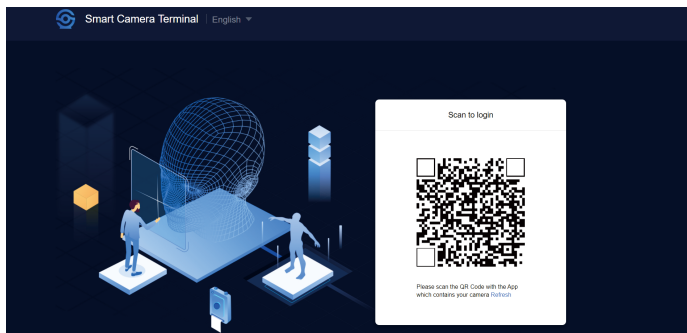 Smart Camera Terminal English
Scan to login
Please scan the QR Code with the App
which contains your camera Refresh